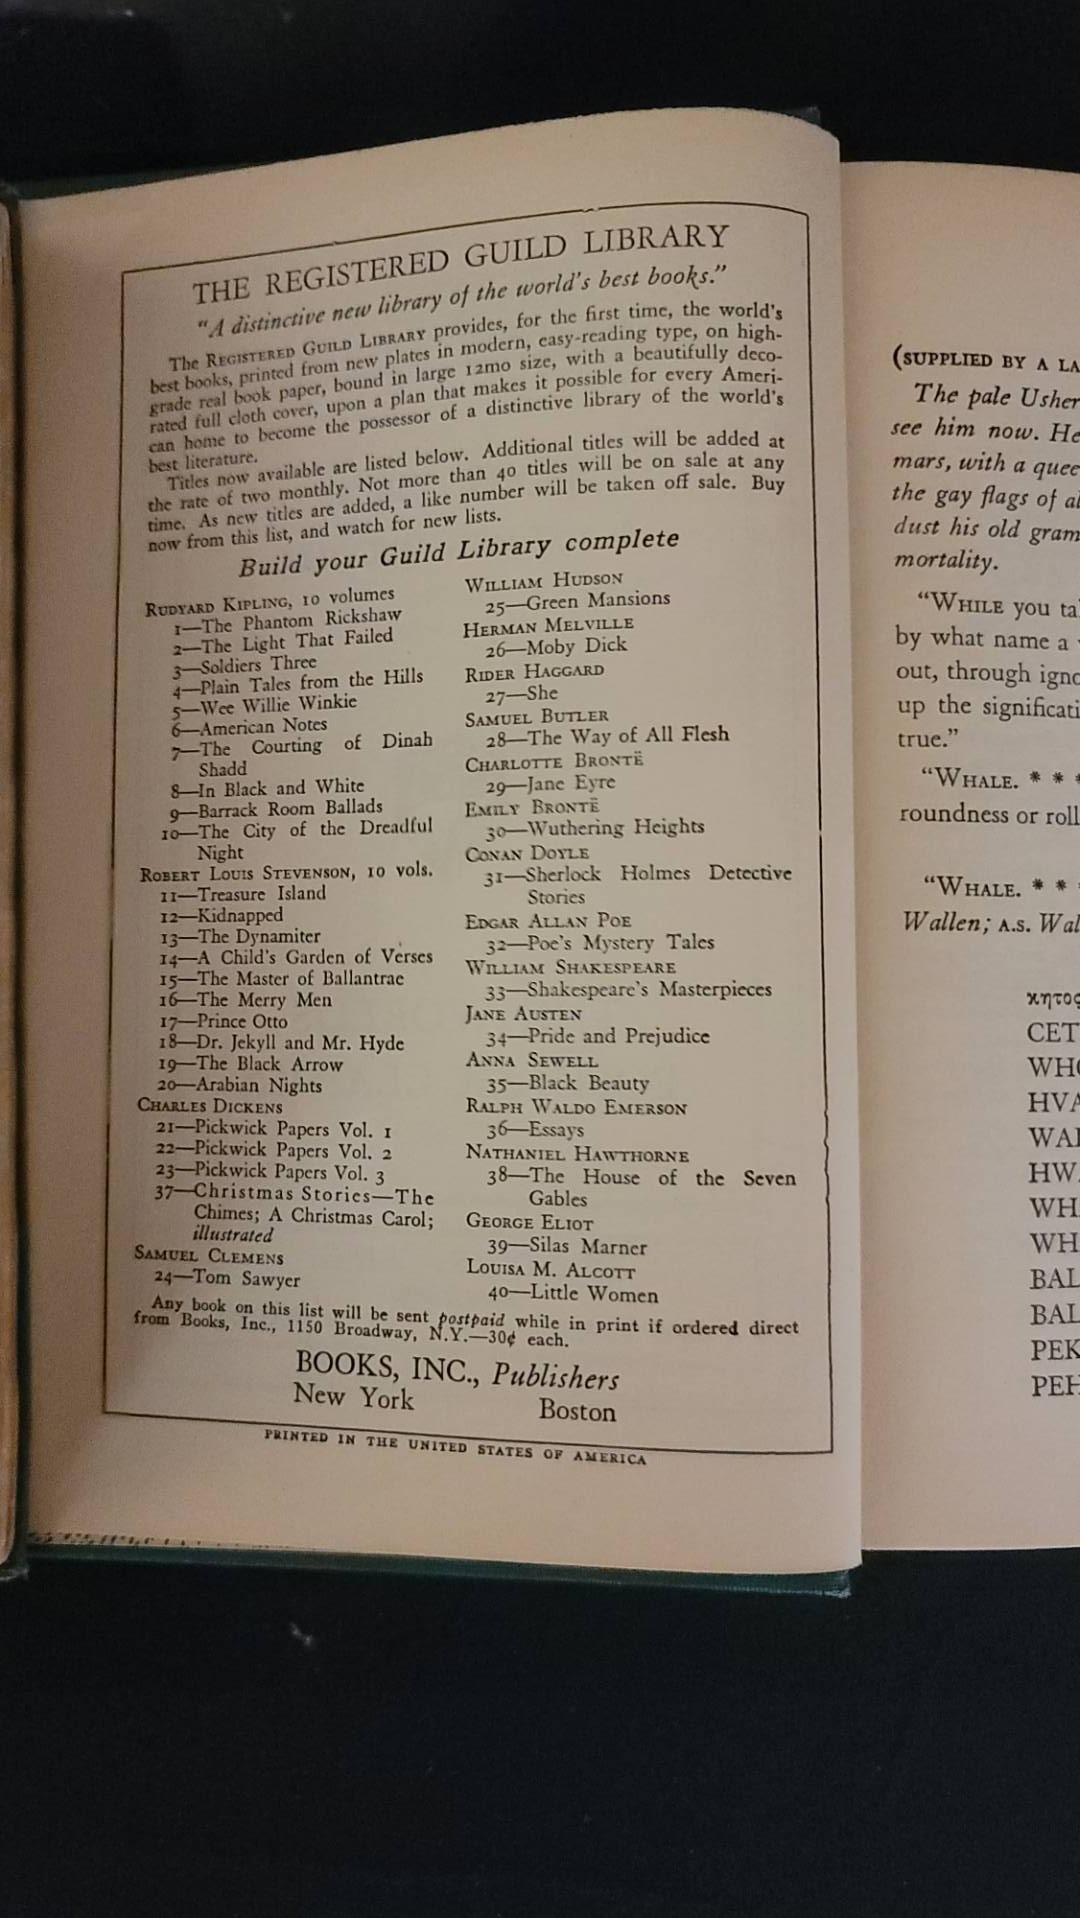 THE REGISTERED GUILD LIBRARY
“A distinctive new library of the world’s best books.”
The REGISTERED GUILD LIBRARY provides, for the first time, the world’s
best books, printed from new plates in modern, easy-reading type, on high-
grade real book paper, bound in large 12mo size, with a beautifully deco-
rated full cloth cover, upon a plan that makes it possible for every Ameri-
can home to become the possessor of a distinctive library of the world’s
best literature.
Titles now available are listed below. Additional titles will be added at
the rate of two monthly. Not more than 40 titles will be on sale at any
time. As new titles are added, a like number will be taken off sale. Buy
now from this list, and watch for new lists.
Build your Guild Library complete
RUDYARD KIPLING, 10 volumes
1—The Phantom Rickshaw
2—The Light That Failed
3—Soldiers Three
4—Plain Tales from the Hills
5—Wee Willie Winkie
6—American Notes
7—The Courting of Dinah
Shadd
8—In Black and White
9—Barrack Room Ballads
10—The City of the Dreadful
Night
ROBERT LOUIS STEVENSON, 10 vols.
11—Treasure Island
12—Kidnapped
13—The Dynamiter
14—A Child’s Garden of Verses
15—The Master of Ballantrae
16—The Merry Men
17—Prince Otto
18—Dr. Jekyll and Mr. Hyde
19—The Black Arrow
20—Arabian Nights
CHARLES DICKENS
21—Pickwick Papers Vol. 1
22—Pickwick Papers Vol. 2
23—Pickwick Papers Vol. 3
37—Christmas Stories—The
Chimes; A Christmas Carol;
illustrated
SAMUEL CLEMENS
24—Tom Sawyer
WILLIAM HUDSON
25—Green Mansions
HERMAN MELVILLE
26—Moby Dick
RIDER HAGGARD
27—She
SAMUEL BUTLER
28—The Way of All Flesh
CHARLOTTE BRONTË
29—Jane Eyre
EMILY BRONTË
30—Wuthering Heights
CONAN DOYLE
31—Sherlock Holmes Detective
Stories
EDGAR ALLAN POE
32—Poe’s Mystery Tales
WILLIAM SHAKESPEARE
33—Shakespeare’s Masterpieces
JANE AUSTEN
34—Pride and Prejudice
ANNA SEWELL
35—Black Beauty
RALPH WALDO EMERSON
36—Essays
NATHANIEL HAWTHORNE
38—The House of the Seven
Gables
GEORGE ELIOT
39—Silas Marner
LOUISA M. ALCOTT
40—Little Women
Any book on this list will be sent postpaid while in print if ordered direct
from Books, Inc., 1150 Broadway, N.Y.—30¢ each.
BOOKS, INC., Publishers
New York Boston
PRINTED IN THE UNITED STATES OF AMERICA
(SUPPLIED BY A LA
The pale Usher
see him now. He
mars, with a quee
the gay flags of al
dust his old gram
mortality.
“WHILE you ta
by what name a
out, through igno
up the significati
true.”
“WHALE. * * *
roundness or roll
“WHALE. * * *
Wallen; A.S. Wal
κητος
CET
WHO
HVA
WAL
HWA
WHA
WH
BAL
BAL
PEK
PEH